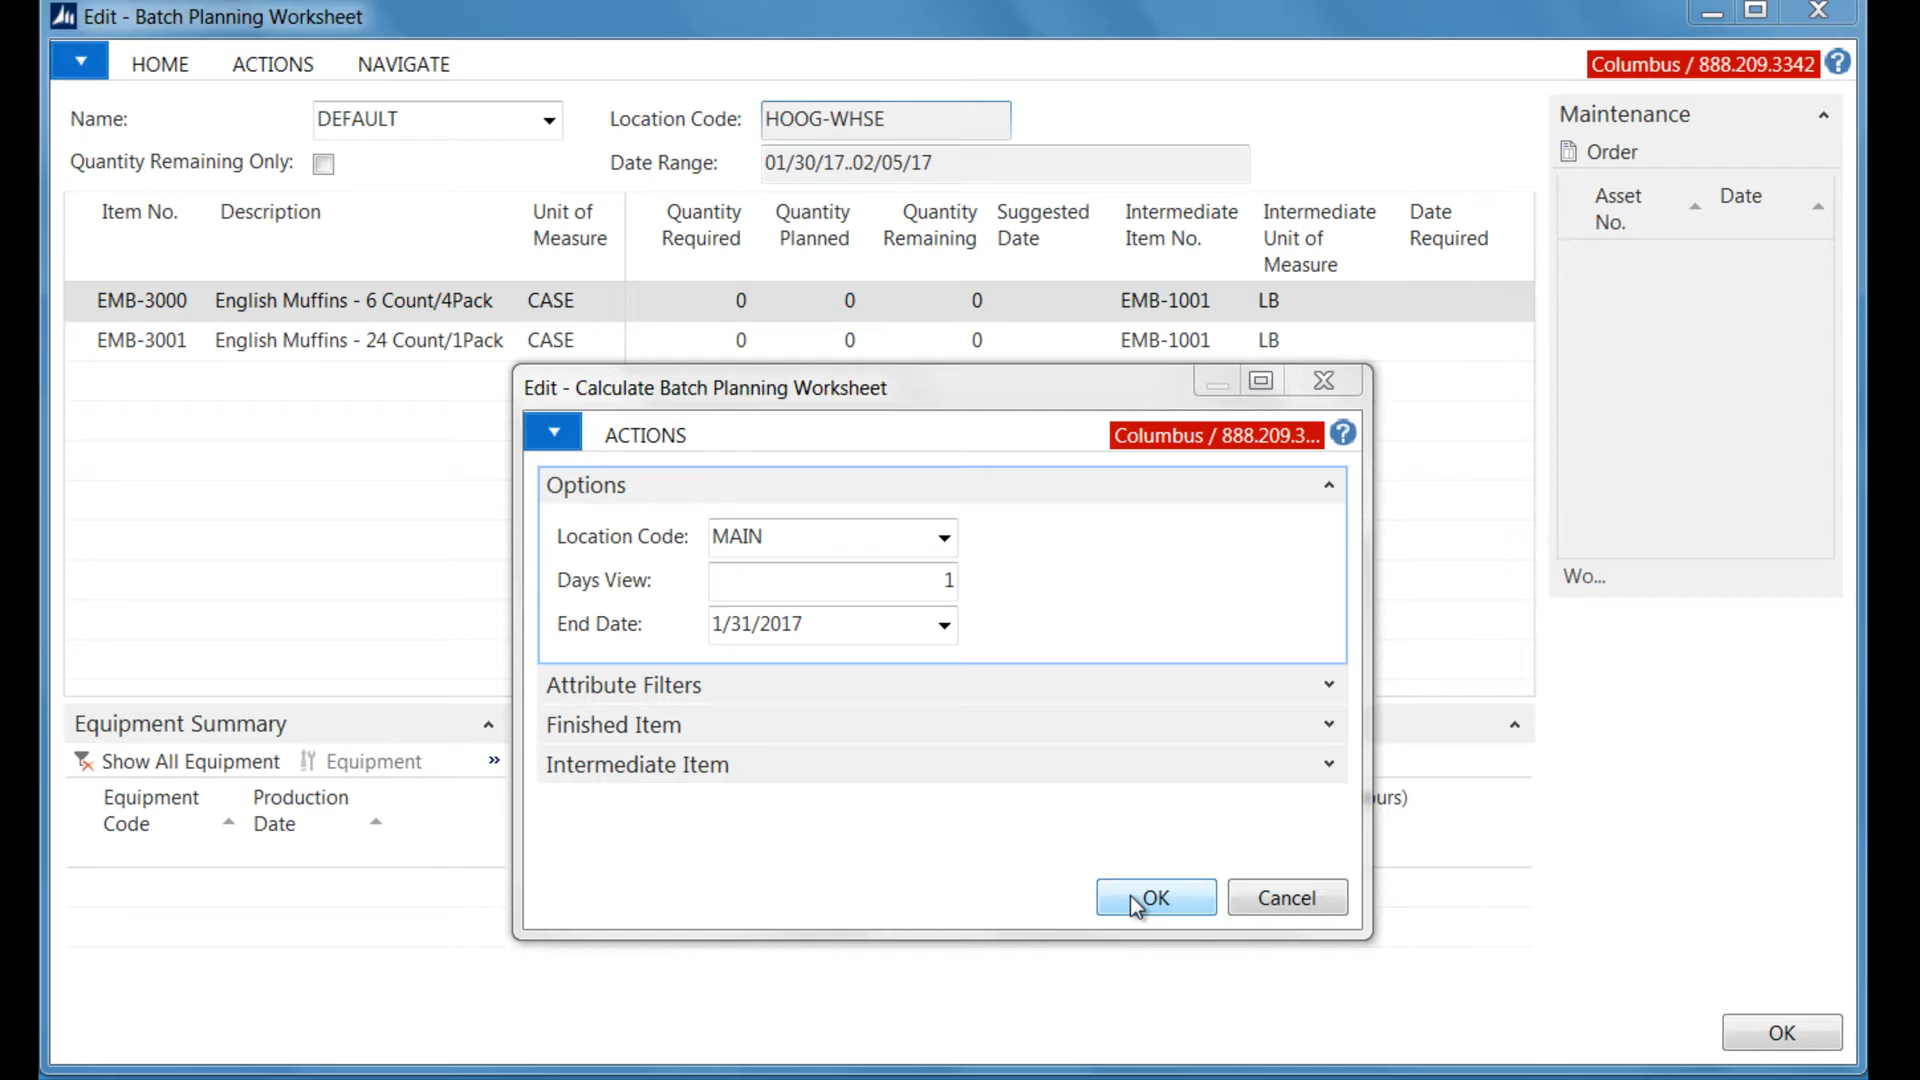 Edit - Batch Planning Worksheet
HOME ACTIONS NAVIGATE
Columbus / 888.209.3342
Name: DEFAULT Location Code: HOOG-WHSE
Quantity Remaining Only: Date Range: 01/30/17..02/05/17
Item No. Description Unit of Measure Quantity Required Quantity Planned Quantity Remaining Suggested Date Intermediate Item No. Intermediate Unit of Measure Date Required
EMB-3000 English Muffins - 6 Count/4Pack CASE 0 0 0 EMB-1001 LB
EMB-3001 English Muffins - 24 Count/1Pack CASE 0 0 0 EMB-1001 LB
Maintenance
Order
Asset No. Date
Wo...
Edit - Calculate Batch Planning Worksheet
ACTIONS
Columbus / 888.209.3...
Options
Location Code: MAIN
Days View: 1
End Date: 1/31/2017
Attribute Filters
Finished Item
Intermediate Item
OK Cancel
Equipment Summary
Show All Equipment Equipment »
Equipment Code Production Date
ours)
OK